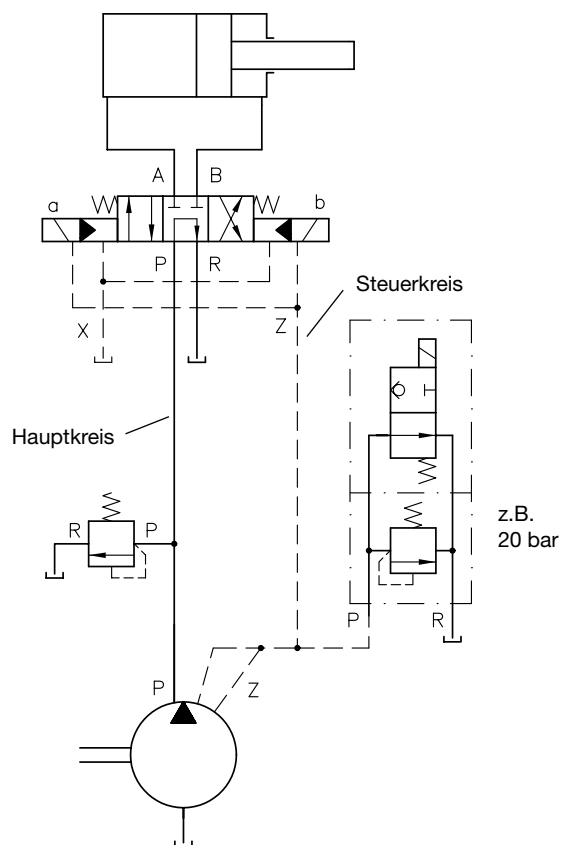 A B
a b
P R
Steuerkreis
X Z
Hauptkreis
R P
z.B.
20 bar
P R
P Z